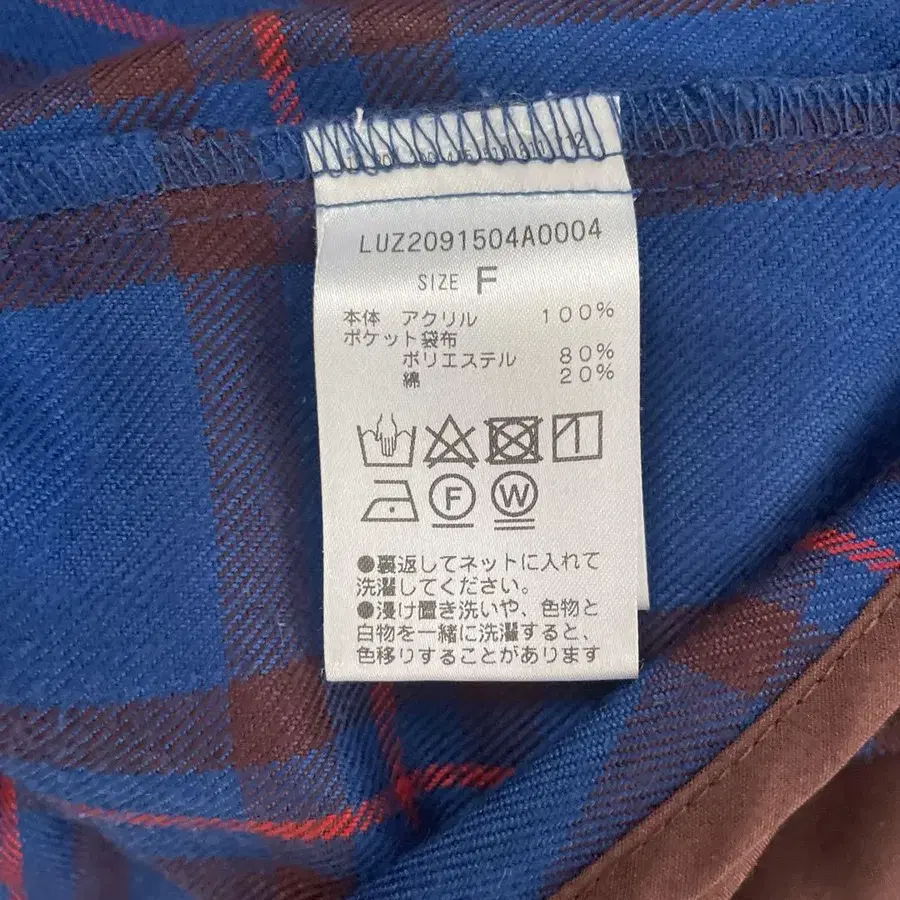 LUZ2091504A0004
SIZE F
本体 アクリル 100%
ポケット袋布
ポリエステル 80%
綿 20%
F W
●裏返してネットに入れて
洗濯してください。
●浸け置き洗いや、色物と
白物を一緒に洗濯すると、
色移りすることがあります